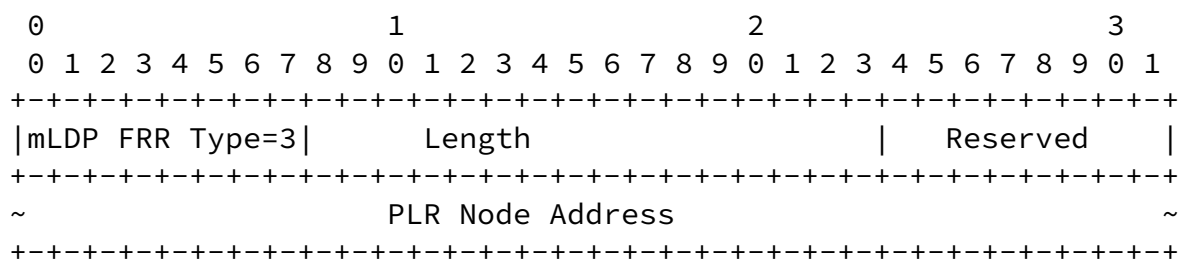 0                   1                   2                   3
 0 1 2 3 4 5 6 7 8 9 0 1 2 3 4 5 6 7 8 9 0 1 2 3 4 5 6 7 8 9 0 1
+-+-+-+-+-+-+-+-+-+-+-+-+-+-+-+-+-+-+-+-+-+-+-+-+-+-+-+-+-+-+-+-+
|mLDP FRR Type=3|      Length                   |   Reserved    |
+-+-+-+-+-+-+-+-+-+-+-+-+-+-+-+-+-+-+-+-+-+-+-+-+-+-+-+-+-+-+-+-+
~                    PLR Node Address                           ~
+-+-+-+-+-+-+-+-+-+-+-+-+-+-+-+-+-+-+-+-+-+-+-+-+-+-+-+-+-+-+-+-+